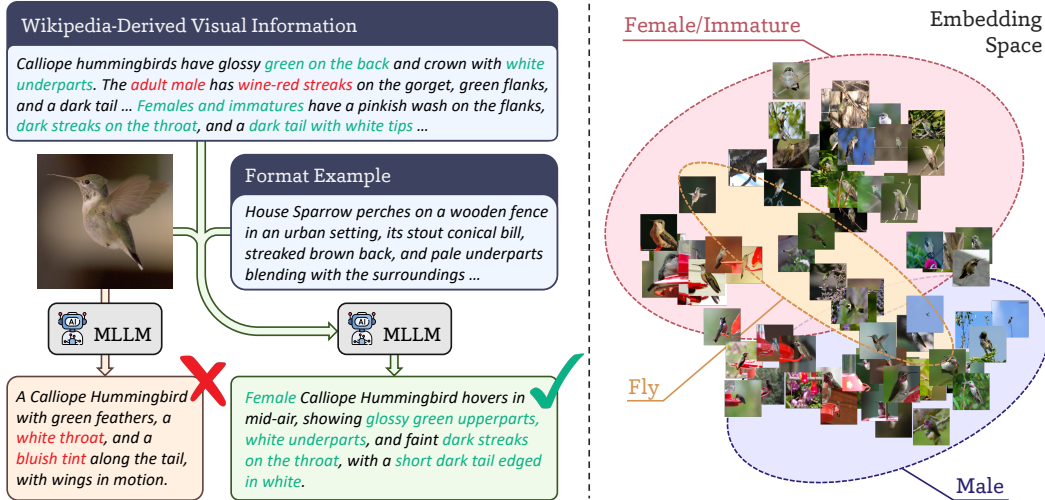 Wikipedia-Derived Visual Information
Calliope hummingbirds have glossy green on the back and crown with white
underparts. The adult male has wine-red streaks on the gorget, green flanks,
and a dark tail ... Females and immatures have a pinkish wash on the flanks,
dark streaks on the throat, and a dark tail with white tips ...
Format Example
House Sparrow perches on a wooden fence
in an urban setting, its stout conical bill,
streaked brown back, and pale underparts
blending with the surroundings ...
AI
MLLM
AI
MLLM
A Calliope Hummingbird
with green feathers, a
white throat, and a
bluish tint along the tail,
with wings in motion.
Female Calliope Hummingbird hovers in
mid-air, showing glossy green upperparts,
white underparts, and faint dark streaks
on the throat, with a short dark tail edged
in white.
Female/Immature
Embedding
Space
Fly
Male